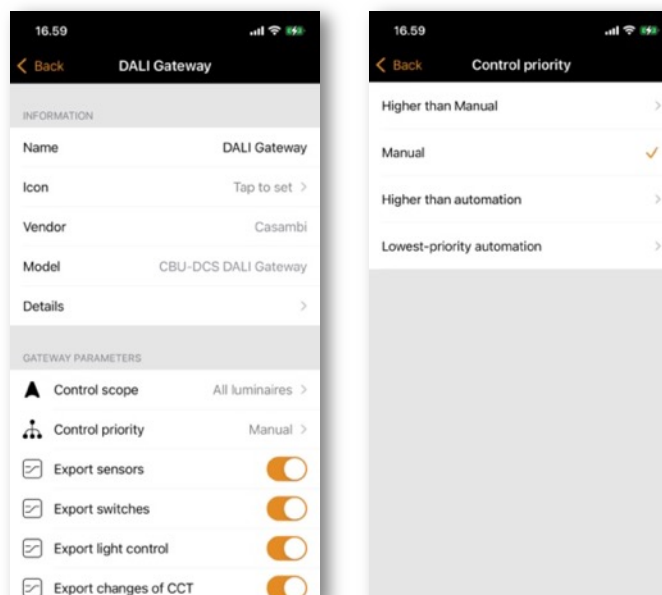 16.59
Back DALI Gateway
INFORMATION
Name DALI Gateway
Icon Tap to set
Vendor Casambi
Model CBU-DCS DALI Gateway
Details
GATEWAY PARAMETERS
Control scope All luminaires
Control priority Manual
Export sensors
Export switches
Export light control
Export changes of CCT
16.59
Back Control priority
Higher than Manual
Manual
Higher than automation
Lowest-priority automation